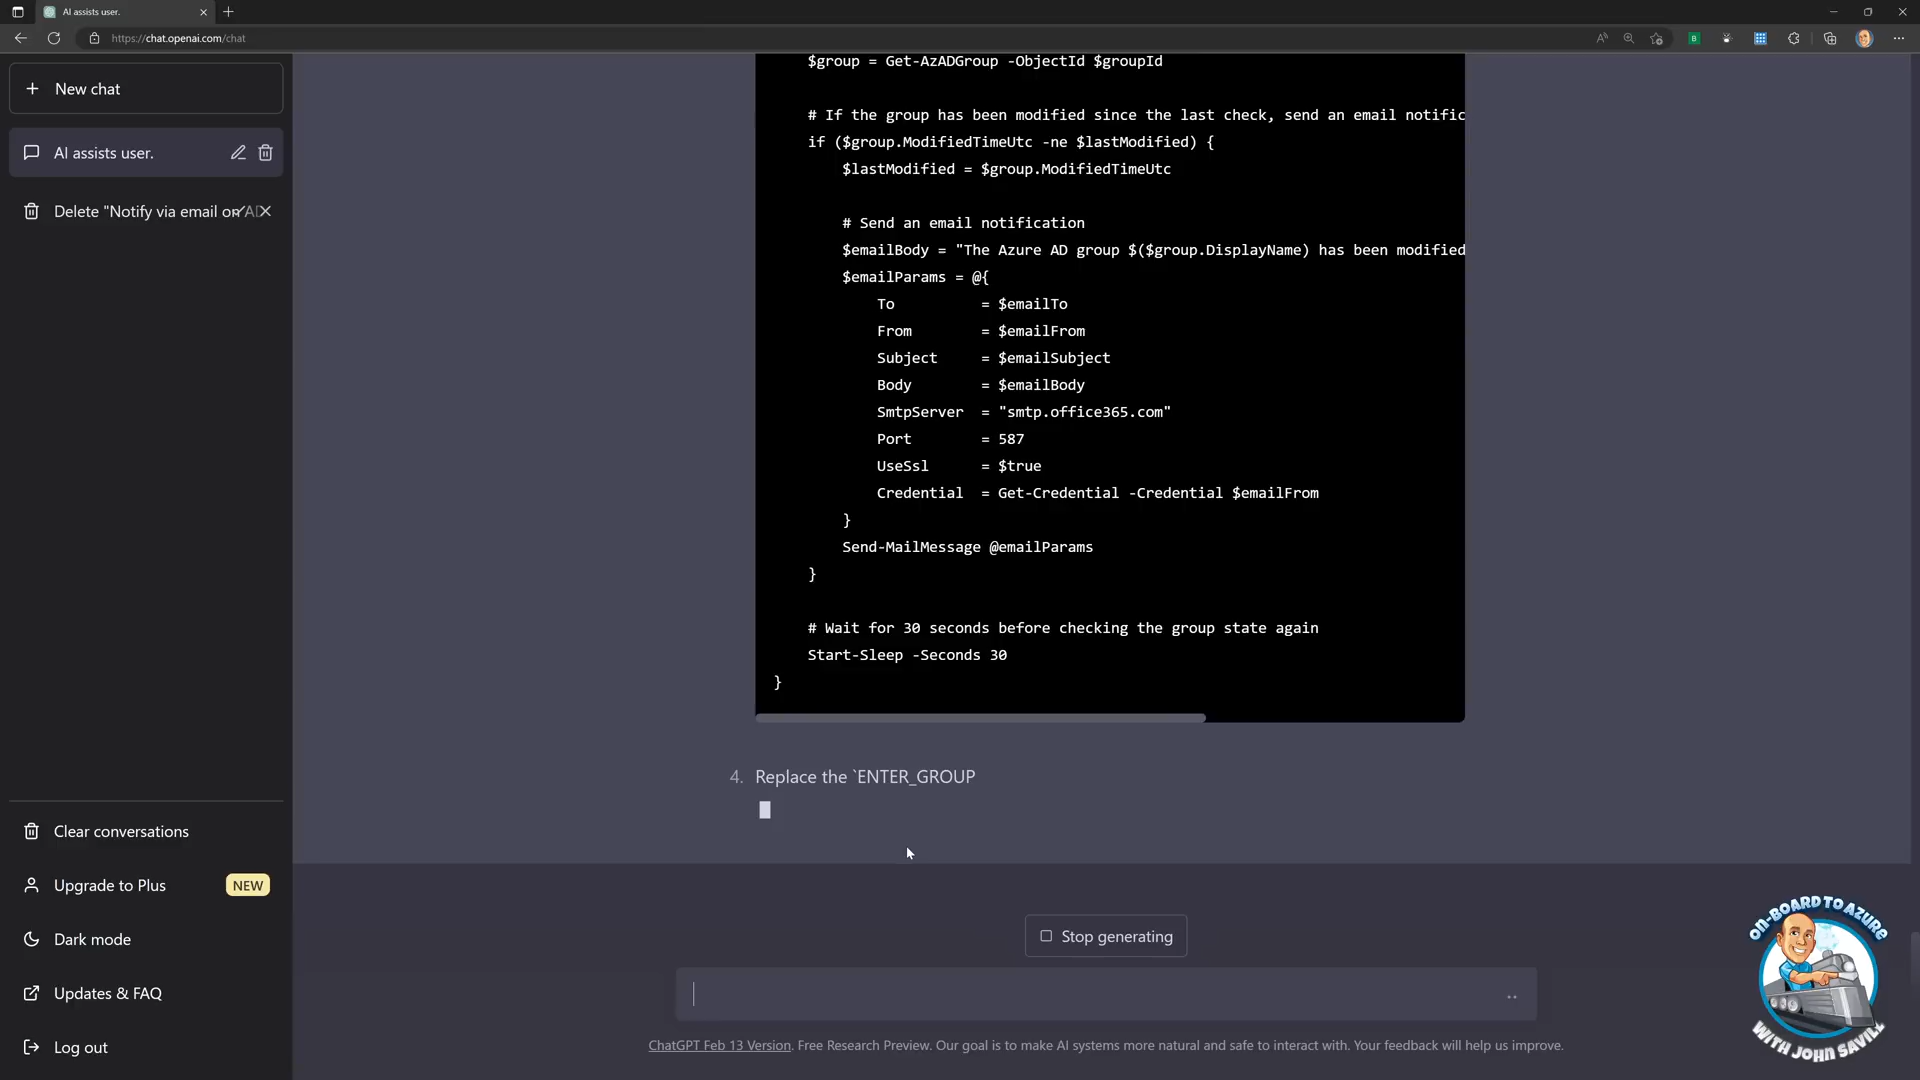 AI assists user.
https://chat.openai.com/chat
New chat
AI assists user.
Delete "Notify via email on
$group = Get-AzADGroup -ObjectId $groupId
# If the group has been modified since the last check, send an email notific
if ($group.ModifiedTimeUtc -ne $lastModified) {
$lastModified = $group.ModifiedTimeUtc
# Send an email notification
$emailBody = "The Azure AD group $($group.DisplayName) has been modified
$emailParams = @{
To = $emailTo
From = $emailFrom
Subject = $emailSubject
Body = $emailBody
SmtpServer = "smtp.office365.com"
Port = 587
UseSsl = $true
Credential = Get-Credential -Credential $emailFrom
}
Send-MailMessage @emailParams
}
# Wait for 30 seconds before checking the group state again
Start-Sleep -Seconds 30
}
4. Replace the `ENTER_GROUP
Clear conversations
Upgrade to Plus NEW
Dark mode
Updates & FAQ
Log out
Stop generating
ChatGPT Feb 13 Version. Free Research Preview. Our goal is to make AI systems more natural and safe to interact with. Your feedback will help us improve.
ON-BOARD TO AZURE
WITH JOHN SAVILL